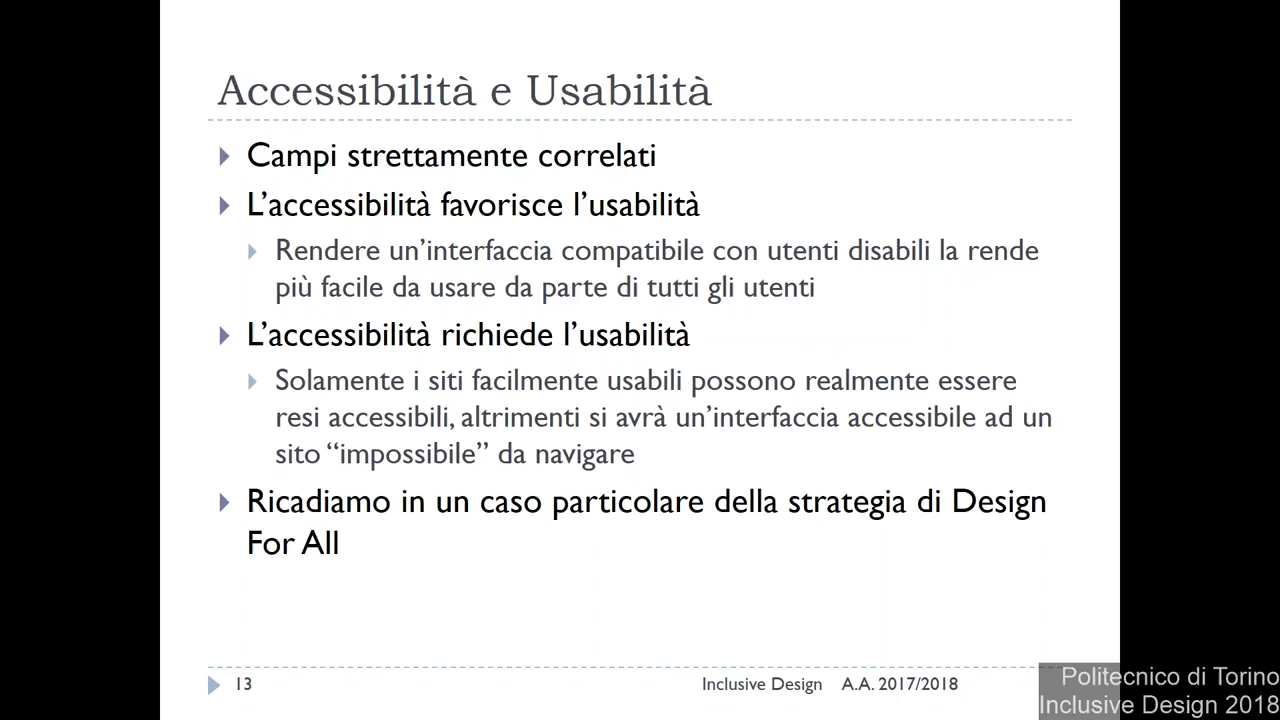 Accessibilità e Usabilità
Campi strettamente correlati
L’accessibilità favorisce l’usabilità
Rendere un’interfaccia compatibile con utenti disabili la rende
più facile da usare da parte di tutti gli utenti
L’accessibilità richiede l’usabilità
Solamente i siti facilmente usabili possono realmente essere
resi accessibili, altrimenti si avrà un’interfaccia accessibile ad un
sito “impossibile” da navigare
Ricadiamo in un caso particolare della strategia di Design
For All
13 Inclusive Design A.A. 2017/2018
Politecnico di Torino
Inclusive Design 2018